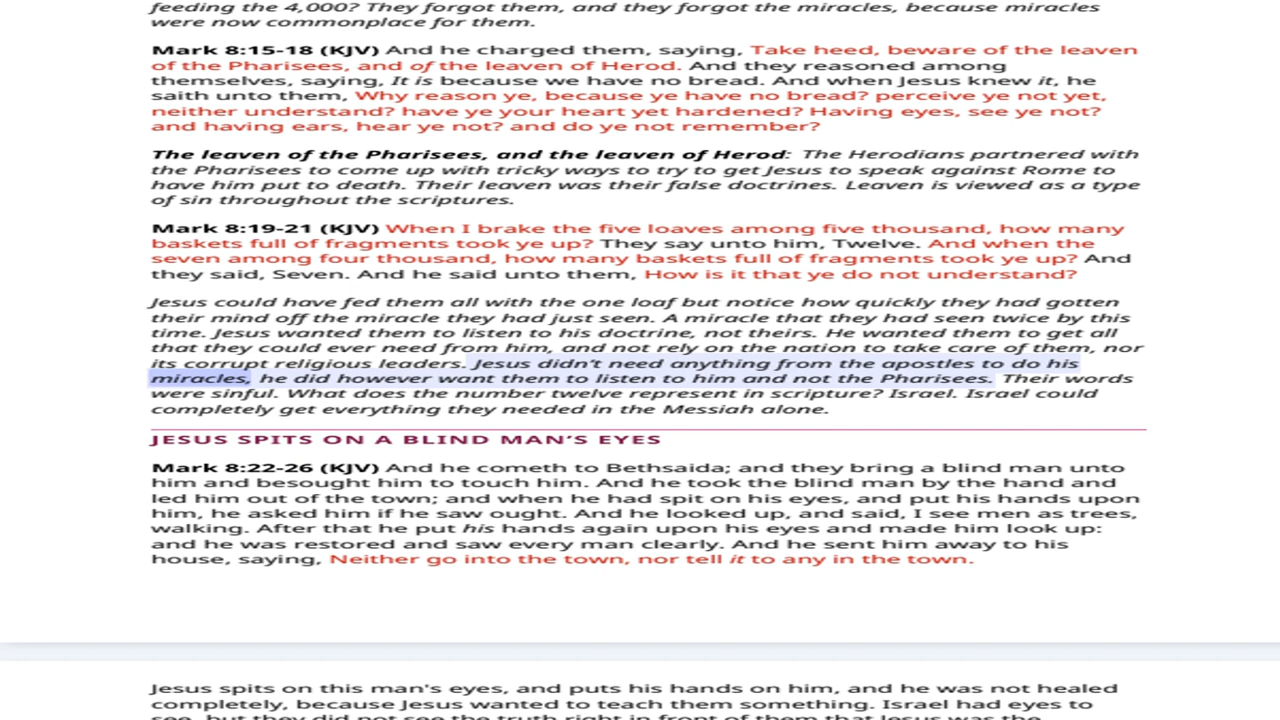 feeding the 4,000? They forgot them, and they forgot the miracles, because miracles
were now commonplace for them.
Mark 8:15-18 (KJV) And he charged them, saying, Take heed, beware of the leaven
of the Pharisees, and of the leaven of Herod. And they reasoned among
themselves, saying, It is because we have no bread. And when Jesus knew it, he
saith unto them, Why reason ye, because ye have no bread? perceive ye not yet,
neither understand? have ye your heart yet hardened? Having eyes, see ye not?
and having ears, hear ye not? and do ye not remember?
The leaven of the Pharisees, and the leaven of Herod: The Herodians partnered with
the Pharisees to come up with tricky ways to try to get Jesus to speak against Rome to
have him put to death. Their leaven was their false doctrines. Leaven is viewed as a type
of sin throughout the scriptures.
Mark 8:19-21 (KJV) When I brake the five loaves among five thousand, how many
baskets full of fragments took ye up? They say unto him, Twelve. And when the
seven among four thousand, how many baskets full of fragments took ye up? And
they said, Seven. And he said unto them, How is it that ye do not understand?
Jesus could have fed them all with the one loaf but notice how quickly they had gotten
their mind off the miracle they had just seen. A miracle that they had seen twice by this
time. Jesus wanted them to listen to his doctrine, not theirs. He wanted them to get all
that they could ever need from him, and not rely on the nation to take care of them, nor
its corrupt religious leaders. Jesus didn't need anything from the apostles to do his
miracles, he did however want them to listen to him and not the Pharisees. Their words
were sinful. What does the number twelve represent in scripture? Israel. Israel could
completely get everything they needed in the Messiah alone.
JESUS SPITS ON A BLIND MAN'S EYES
Mark 8:22-26 (KJV) And he cometh to Bethsaida; and they bring a blind man unto
him and besought him to touch him. And he took the blind man by the hand and
led him out of the town; and when he had spit on his eyes, and put his hands upon
him, he asked him if he saw ought. And he looked up, and said, I see men as trees,
walking. After that he put his hands again upon his eyes and made him look up:
and he was restored and saw every man clearly. And he sent him away to his
house, saying, Neither go into the town, nor tell it to any in the town.
Jesus spits on this man's eyes, and puts his hands on him, and he was not healed
completely, because Jesus wanted to teach them something. Israel had eyes to
see, but they did not see the truth right in front of them that Jesus was the